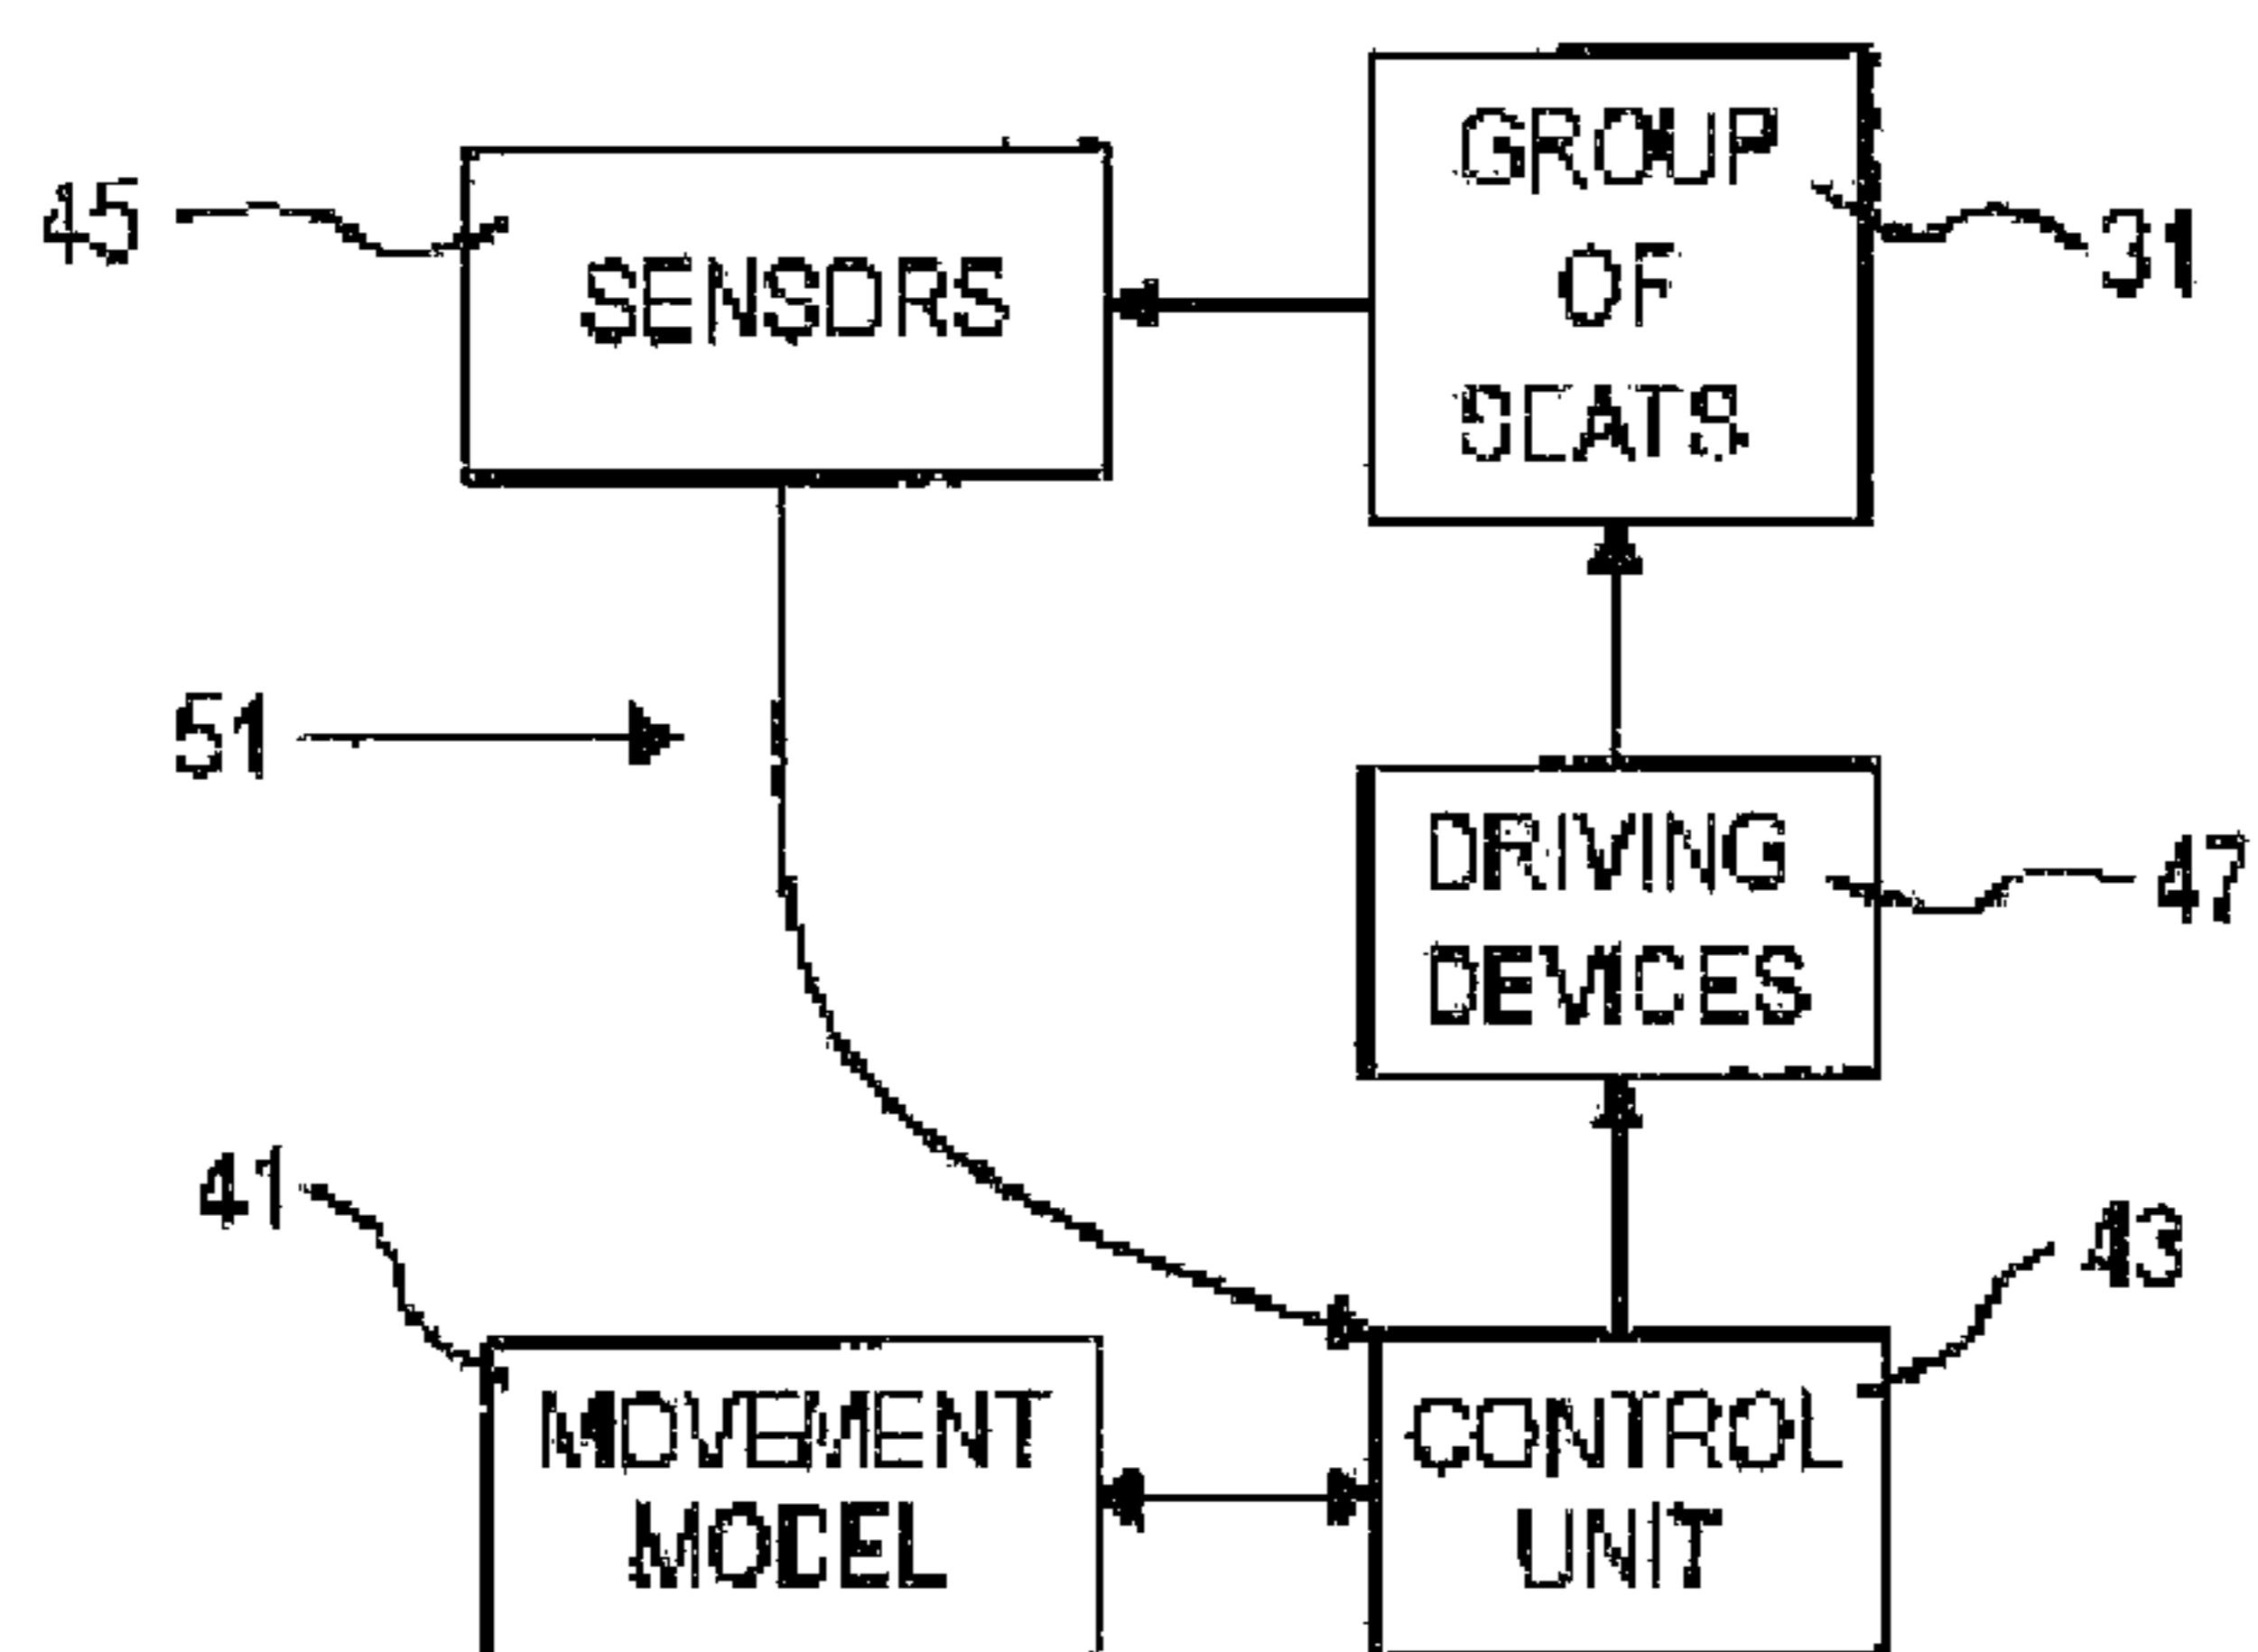 45
SENSORS
GROUP
OF
SEATS
31
51
DRIVING
DEVICES
47
41
43
MOVEMENT
MODEL
CONTROL
UNIT